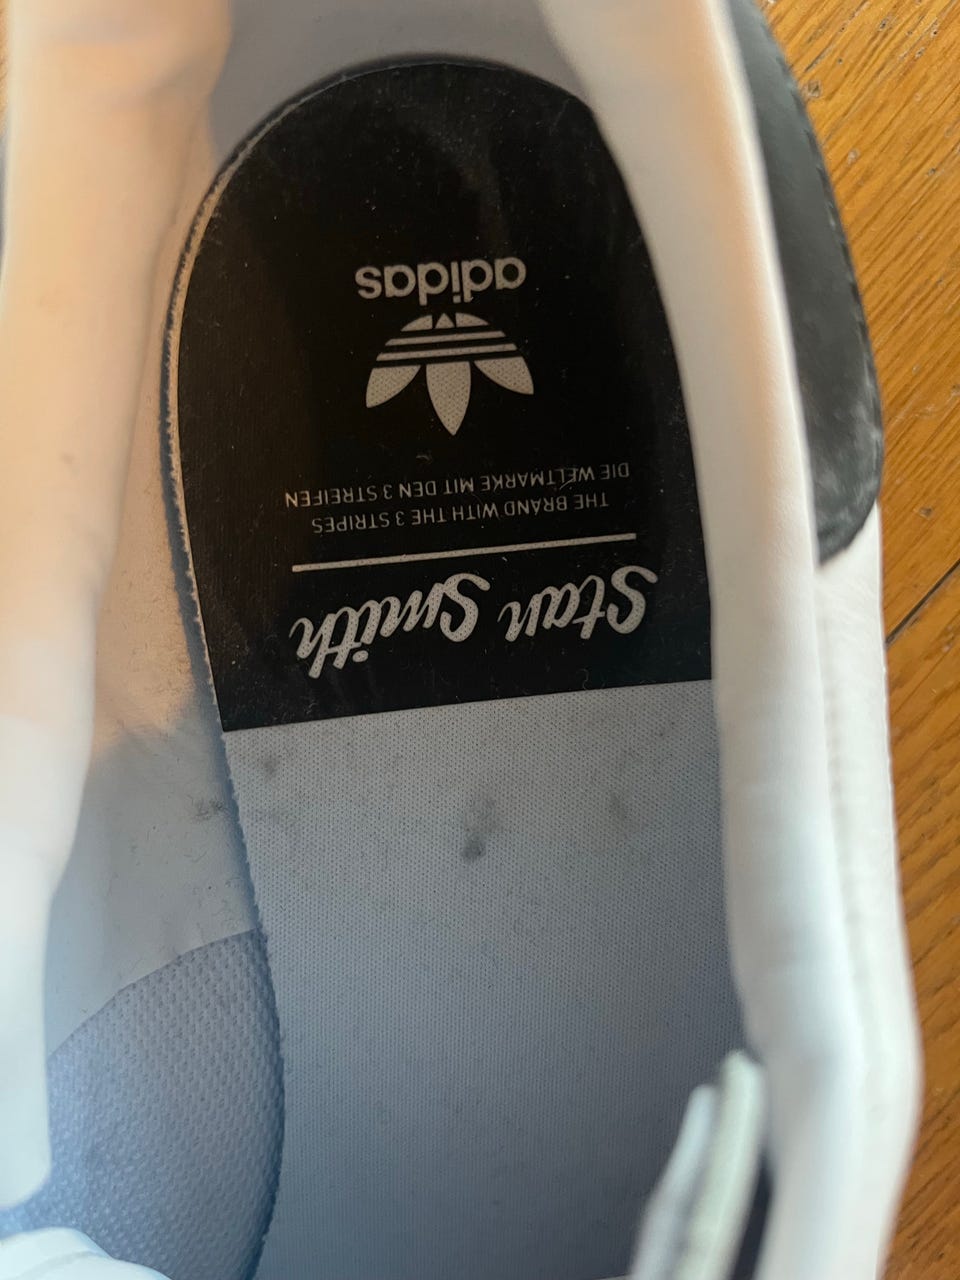 Stan Smith
THE BRAND WITH THE 3 STRIPES
DIE WELTMARKE MIT DEN 3 STREIFEN
adidas